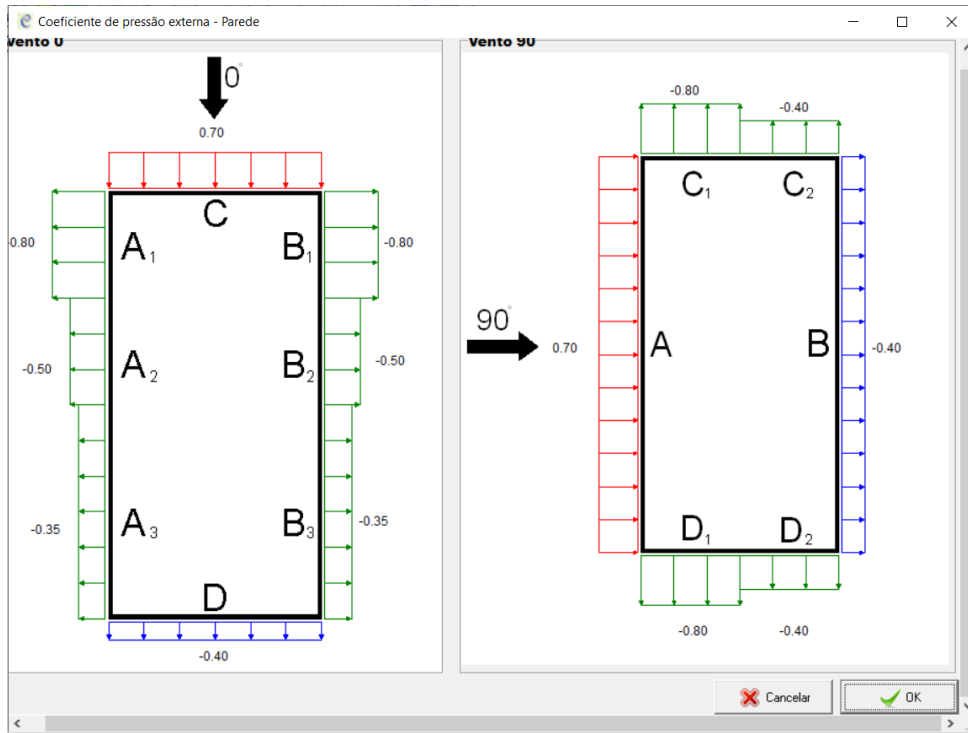 Coeficiente de pressão externa - Parede
Vento 0
0°
0.70
C
-0.80
A1
B1
-0.80
-0.50
A2
B2
-0.50
-0.35
A3
B3
-0.35
D
-0.40
Vento 90
-0.80
-0.40
C1
C2
90°
0.70
A
B
-0.40
D1
D2
-0.80
-0.40
Cancelar
OK